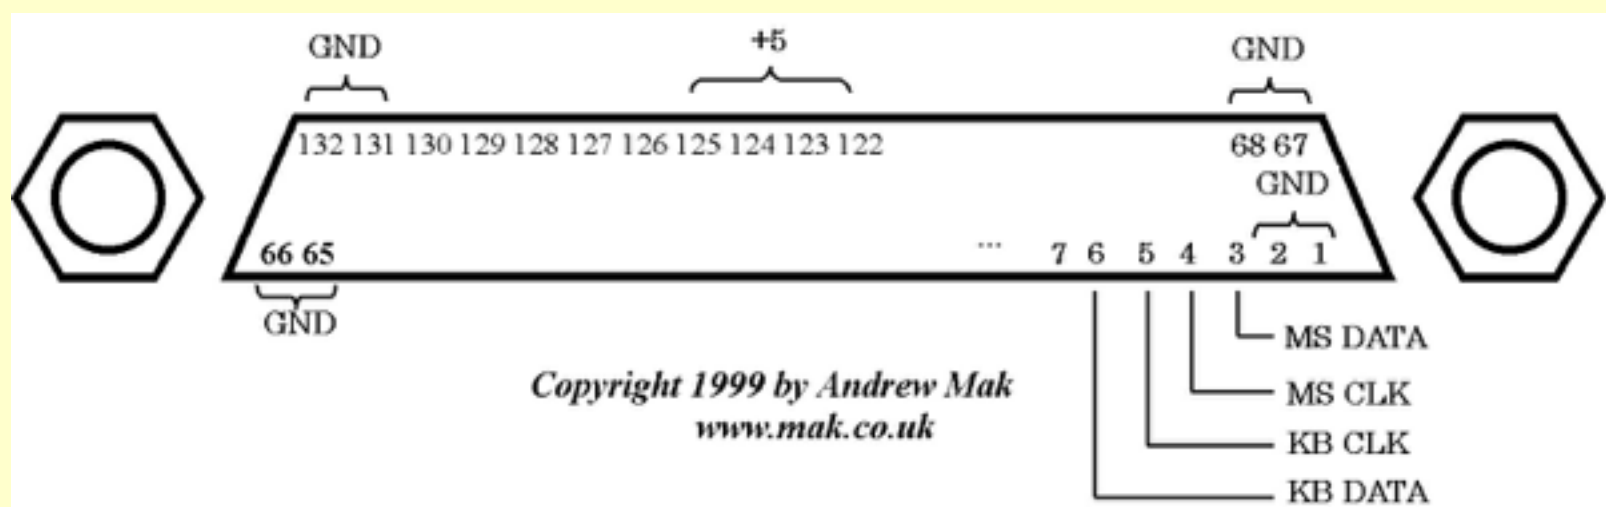 GND +5 GND
132 131 130 129 128 127 126 125 124 123 122 68 67
GND
66 65 ... 7 6 5 4 3 2 1
GND
MS DATA
Copyright 1999 by Andrew Mak
MS CLK
www.mak.co.uk
KB CLK
KB DATA